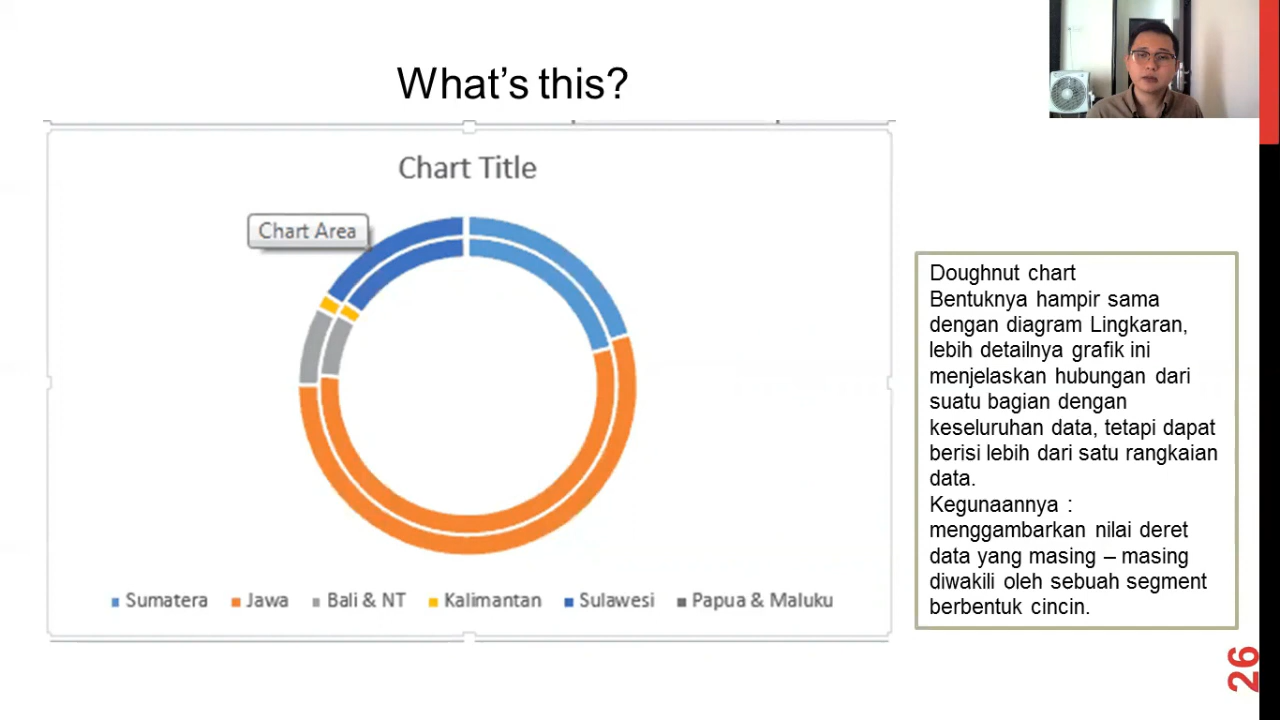 What's this?
Chart Title
Chart Area
Sumatera Jawa Bali & NT Kalimantan Sulawesi Papua & Maluku
Doughnut chart
Bentuknya hampir sama
dengan diagram Lingkaran,
lebih detailnya grafik ini
menjelaskan hubungan dari
suatu bagian dengan
keseluruhan data, tetapi dapat
berisi lebih dari satu rangkaian
data.
Kegunaannya :
menggambarkan nilai deret
data yang masing – masing
diwakili oleh sebuah segment
berbentuk cincin.
26